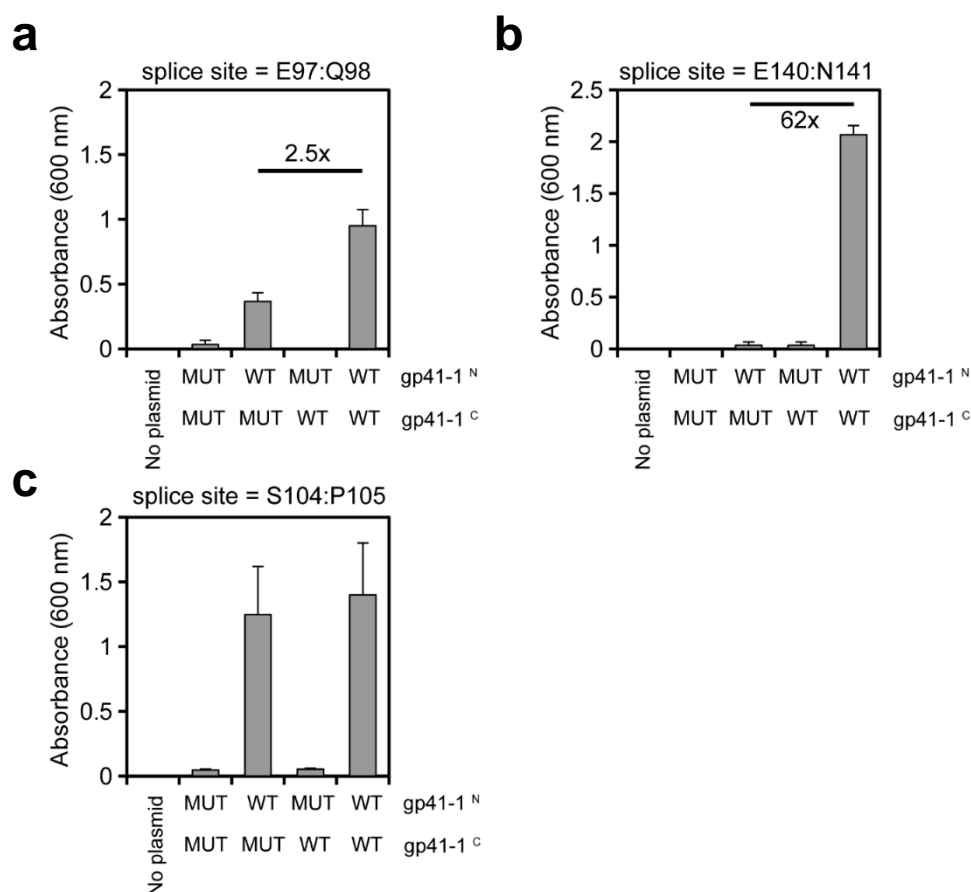 a
splice site = E97:Q98
2
1.5
1
0.5
0
Absorbance (600 nm)
2.5x
No plasmid
MUT WT MUT WT gp41-1 N
MUT MUT WT WT gp41-1 C
b
splice site = E140:N141
2.5
2
1.5
1
0.5
0
Absorbance (600 nm)
62x
No plasmid
MUT WT MUT WT gp41-1 N
MUT MUT WT WT gp41-1 C
c
splice site = S104:P105
2
1.5
1
0.5
0
Absorbance (600 nm)
No plasmid
MUT WT MUT WT gp41-1 N
MUT MUT WT WT gp41-1 C